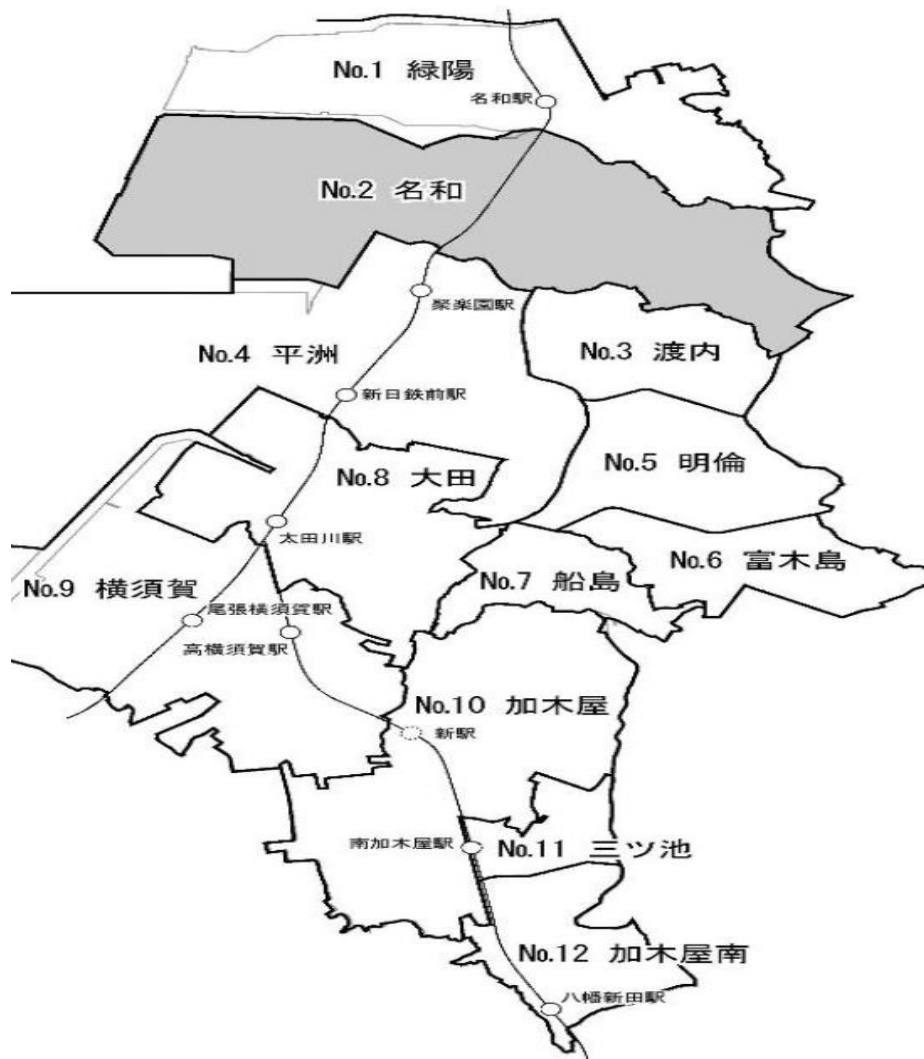 No.1 緑陽
名和駅
No.2 名和
聚楽園駅
No.3 渡内
No.4 平洲
新日鉄前駅
No.5 明倫
No.8 大田
太田川駅
No.6 富木島
No.7 船島
No.9 横須賀
尾張横須賀駅
高横須賀駅
No.10 加木屋
新駅
南加木屋駅
No.11 三ツ池
No.12 加木屋南
八幡新田駅